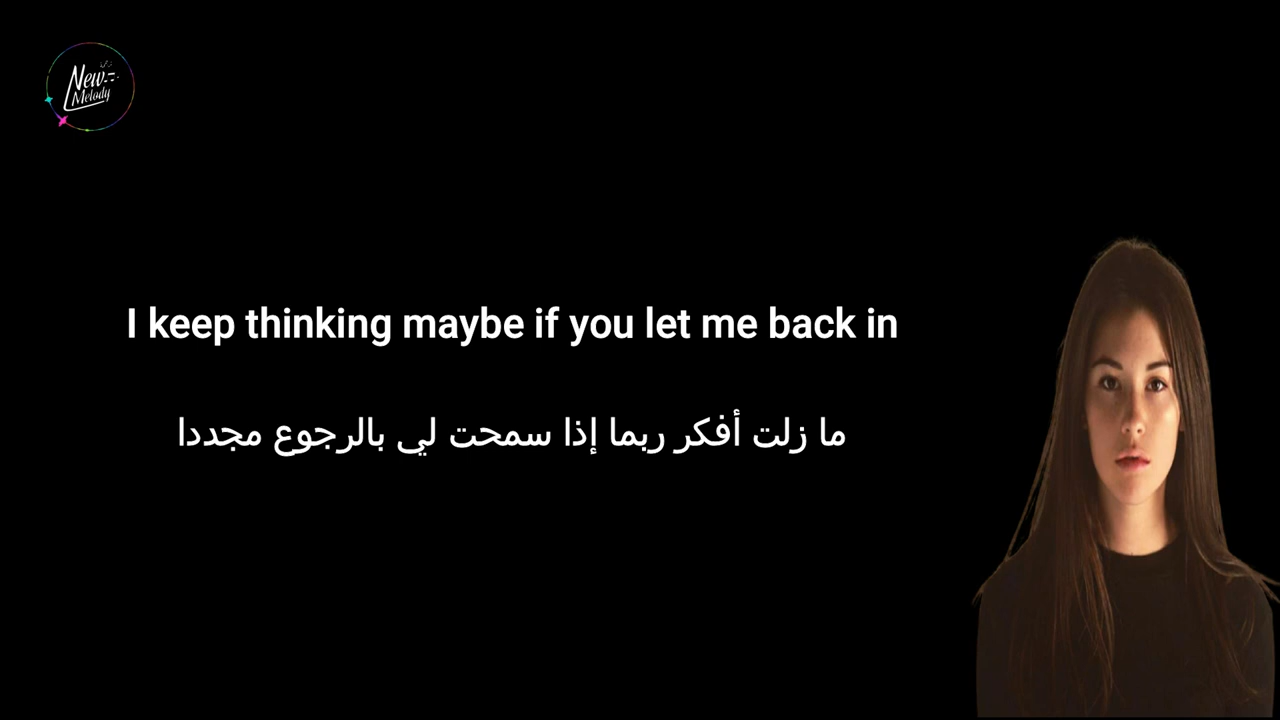 New
Melody
I keep thinking maybe if you let me back in
ما زلت أفكر ربما إذا سمحت لي بالرجوع مجددا